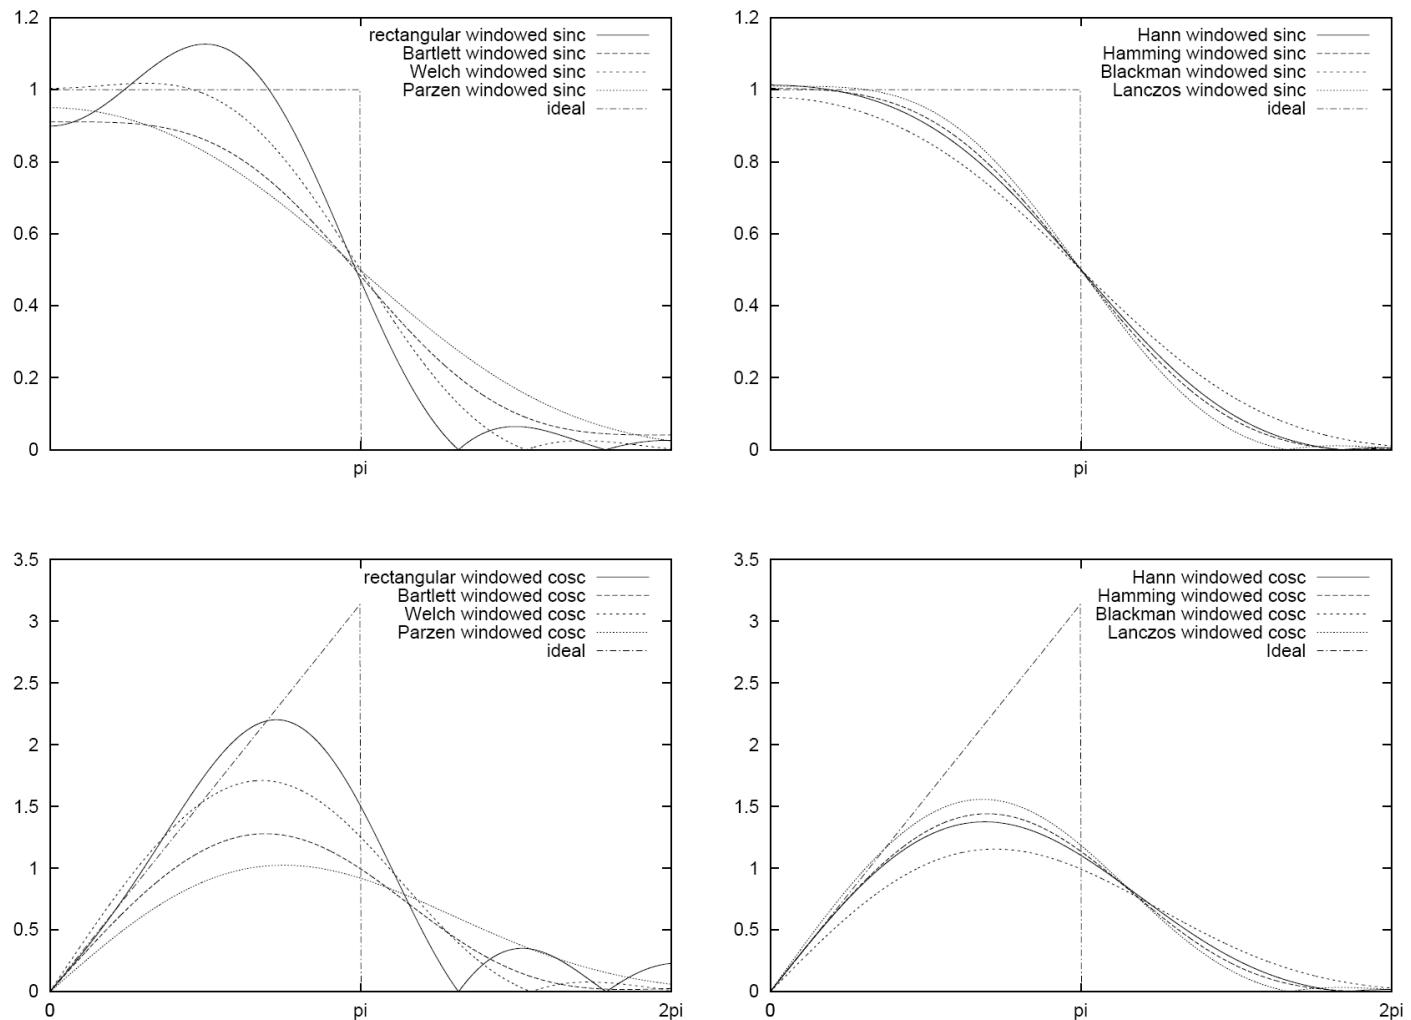 1.2
1
0.8
0.6
0.4
0.2
0
pi
rectangular windowed sinc
Bartlett windowed sinc
Welch windowed sinc
Parzen windowed sinc
ideal
1.2
1
0.8
0.6
0.4
0.2
0
pi
Hann windowed sinc
Hamming windowed sinc
Blackman windowed sinc
Lanczos windowed sinc
ideal
3.5
3
2.5
2
1.5
1
0.5
0
0
pi
2pi
rectangular windowed cosc
Bartlett windowed cosc
Welch windowed cosc
Parzen windowed cosc
ideal
3.5
3
2.5
2
1.5
1
0.5
0
0
pi
2pi
Hann windowed cosc
Hamming windowed cosc
Blackman windowed cosc
Lanczos windowed cosc
Ideal